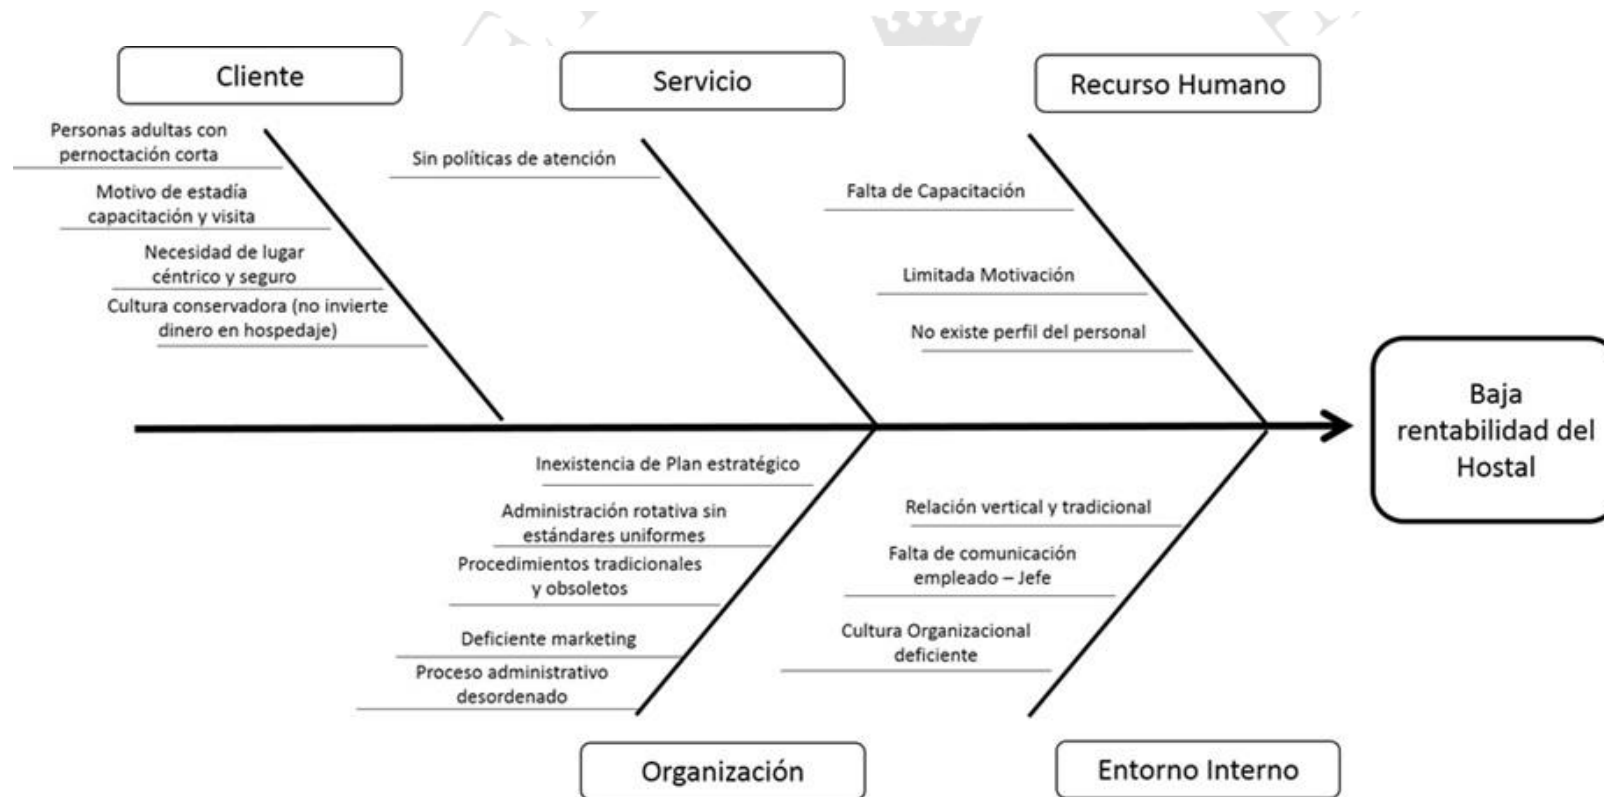 Cliente
Personas adultas con
pernoctación corta
Motivo de estadía
capacitación y visita
Necesidad de lugar
céntrico y seguro
Cultura conservadora (no invierte
dinero en hospedaje)
Servicio
Sin políticas de atención
Recurso Humano
Falta de Capacitación
Limitada Motivación
No existe perfil del personal
Baja
rentabilidad del
Hostal
Inexistencia de Plan estratégico
Administración rotativa sin
estándares uniformes
Procedimientos tradicionales
y obsoletos
Deficiente marketing
Proceso administrativo
desordenado
Organización
Relación vertical y tradicional
Falta de comunicación
empleado – Jefe
Cultura Organizacional
deficiente
Entorno Interno